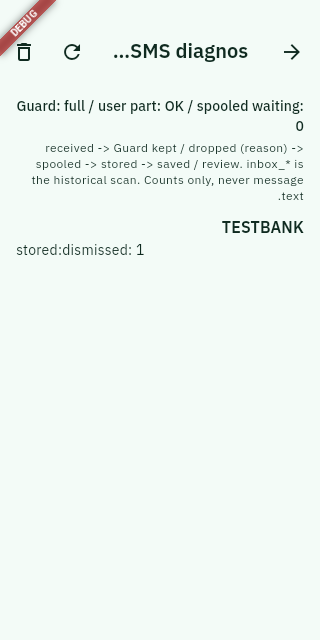 DEBUG
...SMS diagnos
Guard: full / user part: OK / spooled waiting:
0
received -> Guard kept / dropped (reason) ->
spooled -> stored -> saved / review. inbox_* is
the historical scan. Counts only, never message
.text
TESTBANK
stored:dismissed: 1